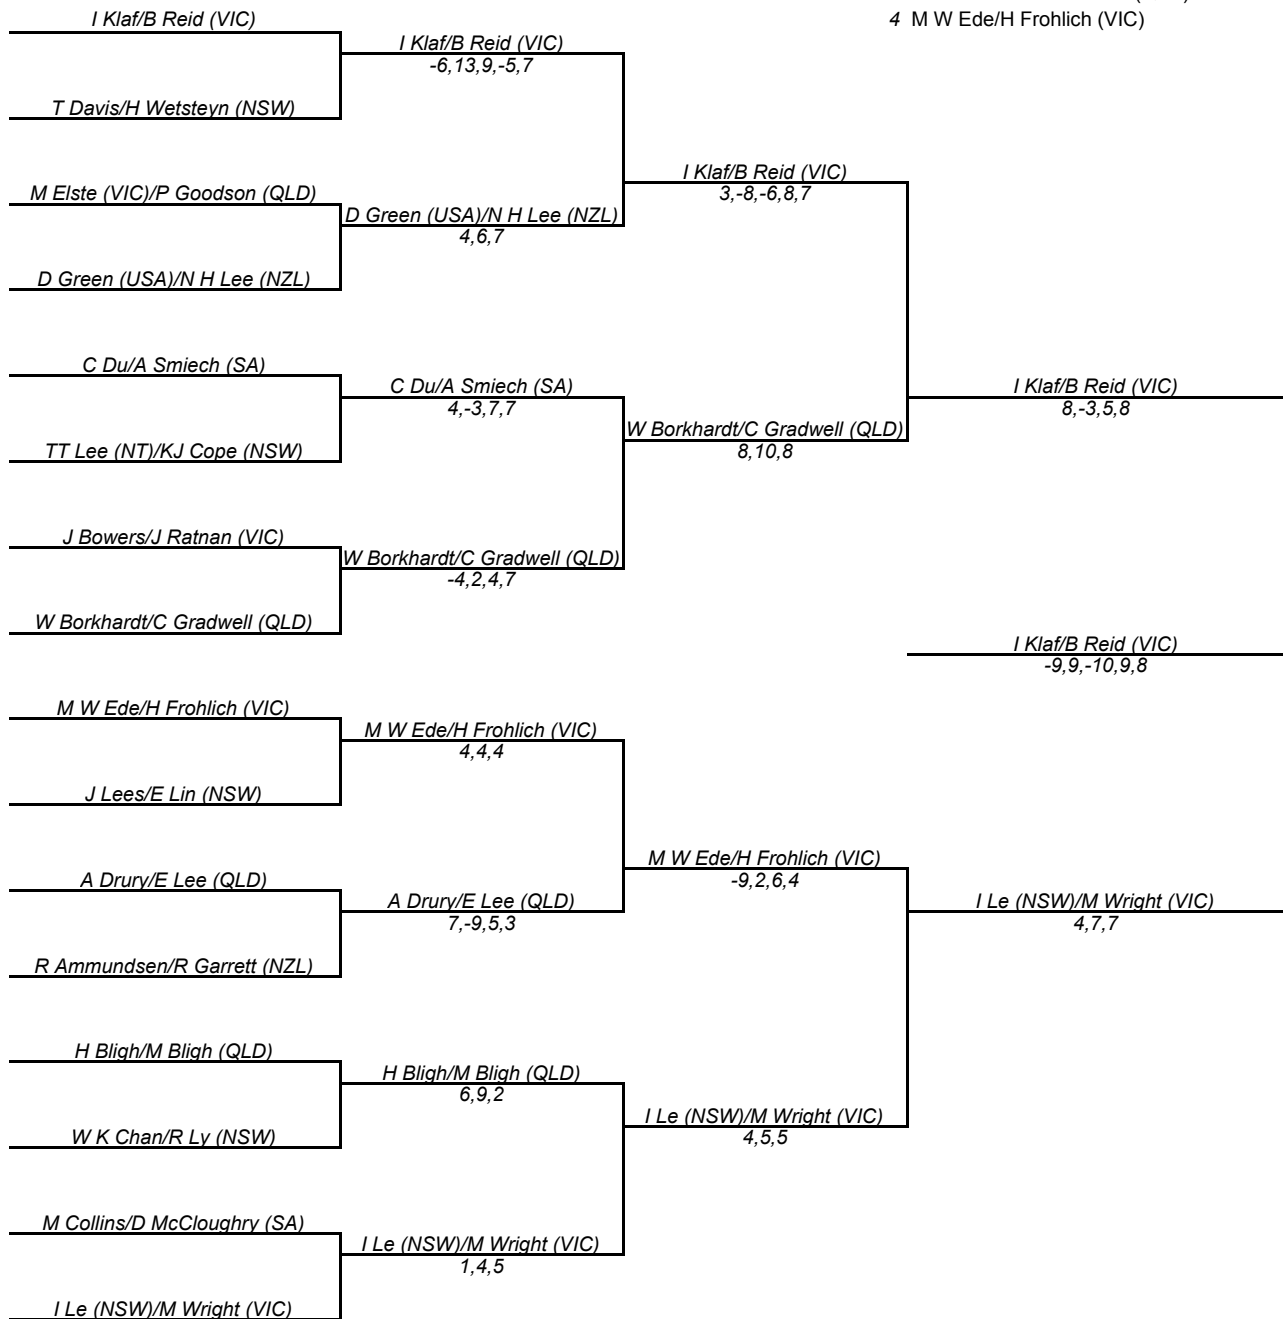 4 M W Ede/H Frohlich (VIC)
I Klaf/B Reid (VIC)
I Klaf/B Reid (VIC)
-6,13,9,-5,7
T Davis/H Wetsteyn (NSW)
I Klaf/B Reid (VIC)
3,-8,-6,8,7
M Elste (VIC)/P Goodson (QLD)
D Green (USA)/N H Lee (NZL)
4,6,7
D Green (USA)/N H Lee (NZL)
C Du/A Smiech (SA)
C Du/A Smiech (SA)
4,-3,7,7
I Klaf/B Reid (VIC)
8,-3,5,8
W Borkhardt/C Gradwell (QLD)
8,10,8
TT Lee (NT)/KJ Cope (NSW)
J Bowers/J Ratnan (VIC)
W Borkhardt/C Gradwell (QLD)
-4,2,4,7
W Borkhardt/C Gradwell (QLD)
I Klaf/B Reid (VIC)
-9,9,-10,9,8
M W Ede/H Frohlich (VIC)
M W Ede/H Frohlich (VIC)
4,4,4
J Lees/E Lin (NSW)
M W Ede/H Frohlich (VIC)
-9,2,6,4
A Drury/E Lee (QLD)
A Drury/E Lee (QLD)
7,-9,5,3
I Le (NSW)/M Wright (VIC)
4,7,7
R Ammundsen/R Garrett (NZL)
H Bligh/M Bligh (QLD)
H Bligh/M Bligh (QLD)
6,9,2
I Le (NSW)/M Wright (VIC)
4,5,5
W K Chan/R Ly (NSW)
M Collins/D McCloughry (SA)
I Le (NSW)/M Wright (VIC)
1,4,5
I Le (NSW)/M Wright (VIC)